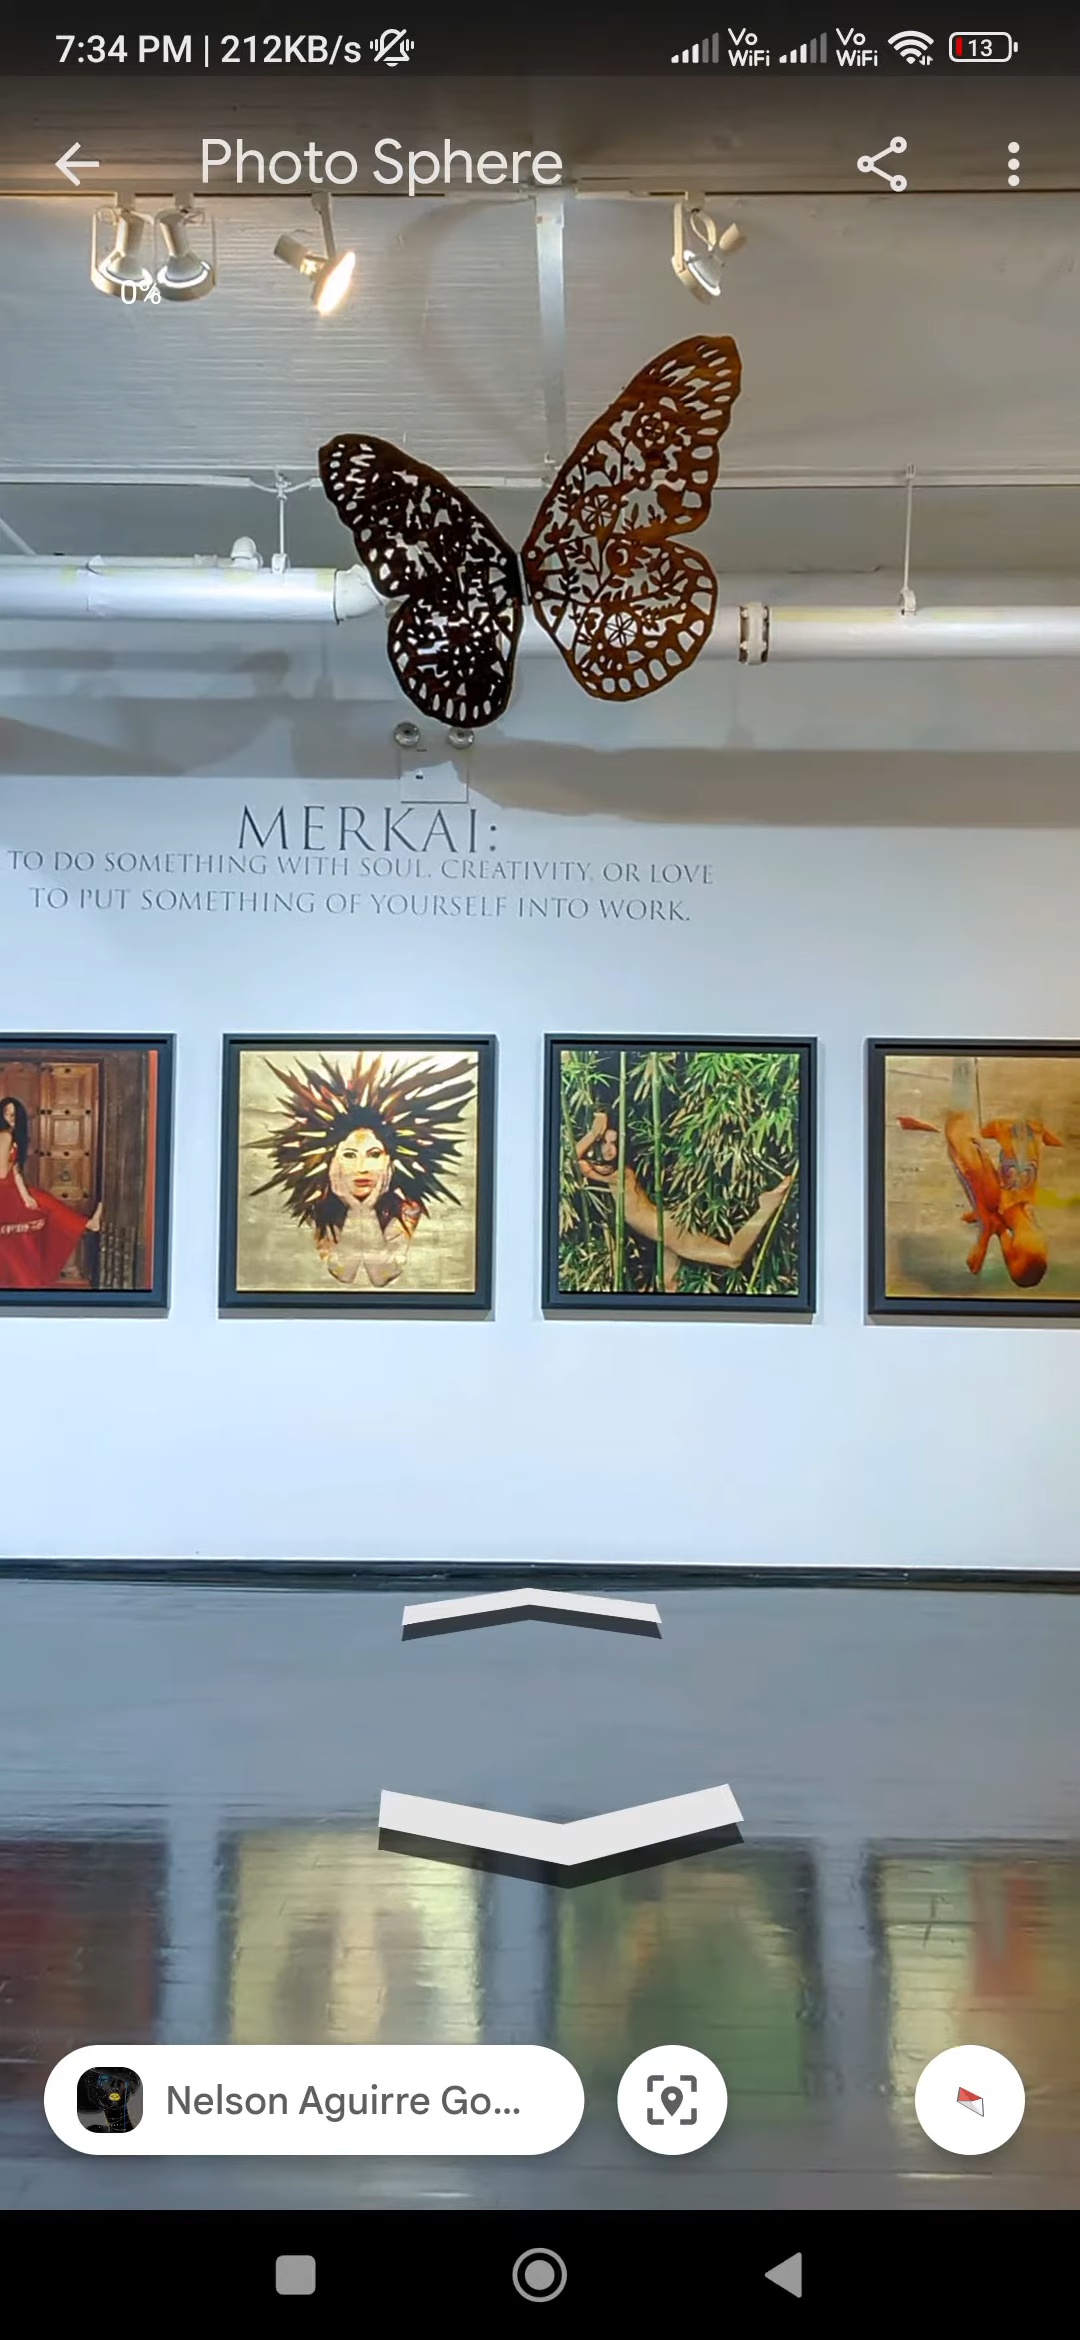 7:34 PM | 212KB/s
Vo WiFi
Vo WiFi
13
Photo Sphere
0%
MERKAI:
TO DO SOMETHING WITH SOUL, CREATIVITY, OR LOVE
TO PUT SOMETHING OF YOURSELF INTO WORK.
Nelson Aguirre Go...